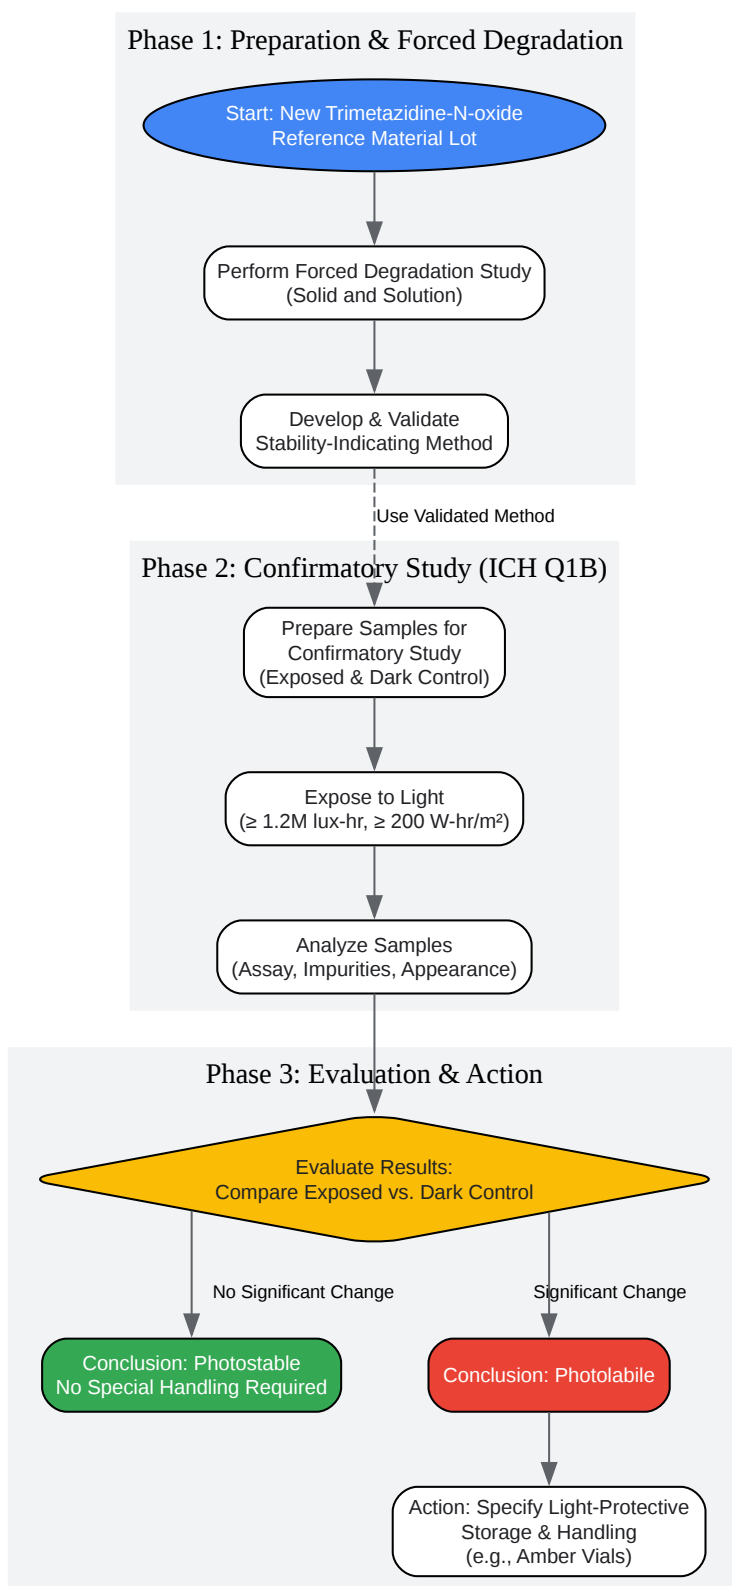 Phase 1: Preparation & Forced Degradation
Start: New Trimetazidine-N-oxide
Reference Material Lot
Perform Forced Degradation Study
(Solid and Solution)
Develop & Validate
Stability-Indicating Method
Use Validated Method
Phase 2: Confirmatory Study (ICH Q1B)
Prepare Samples for
Confirmatory Study
(Exposed & Dark Control)
Expose to Light
(≥ 1.2M lux-hr, ≥ 200 W-hr/m²)
Analyze Samples
(Assay, Impurities, Appearance)
Phase 3: Evaluation & Action
Evaluate Results:
Compare Exposed vs. Dark Control
No Significant Change
Significant Change
Conclusion: Photostable
No Special Handling Required
Conclusion: Photolabile
Action: Specify Light-Protective
Storage & Handling
(e.g., Amber Vials)